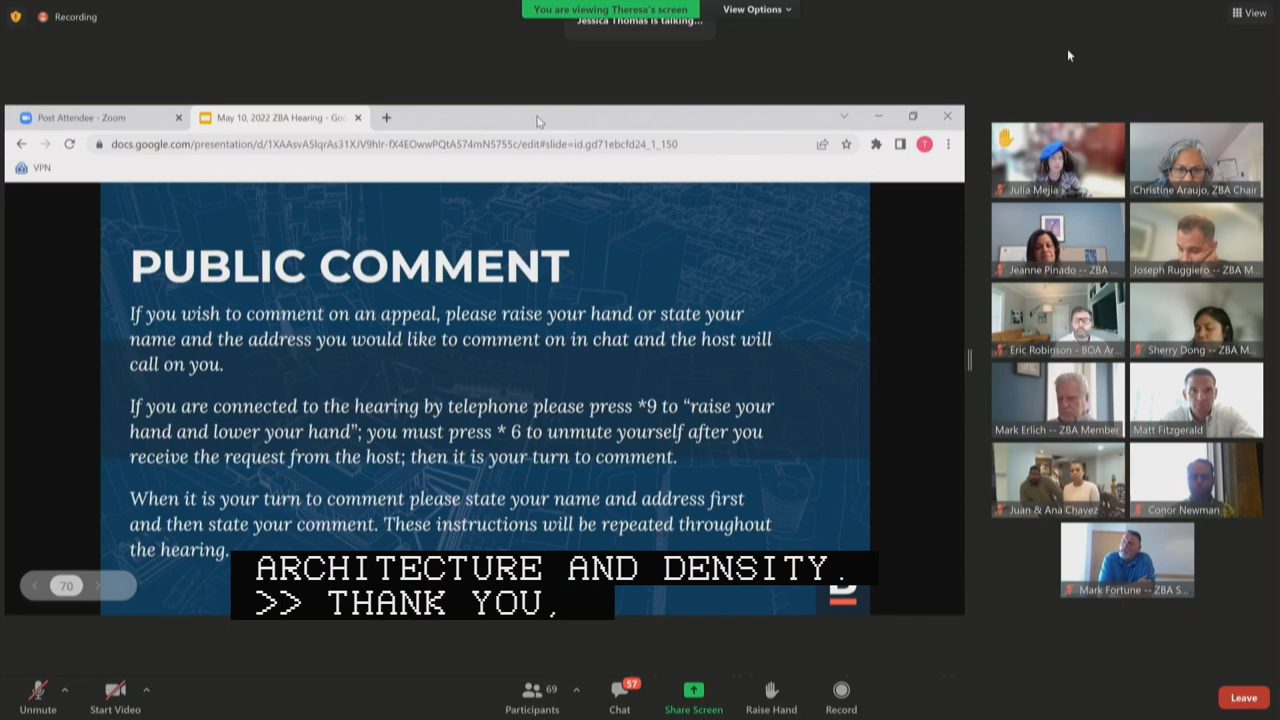 Recording
You are viewing Theresa's screen
View Options
Jessica Thomas is talking...
View
Post Attendee - Zoom
May 10, 2022 ZBA Hearing - Goo
docs.google.com/presentation/d/1XAAsvA5lqrAs31XJV9hIr-fX4EOwwPQtA574mN5755c/edit#slide=id.gd71ebcfd24_1_150
T
VPN
PUBLIC COMMENT
If you wish to comment on an appeal, please raise your hand or state your
name and the address you would like to comment on in chat and the host will
call on you.
If you are connected to the hearing by telephone please press *9 to “raise your
hand and lower your hand”; you must press * 6 to unmute yourself after you
receive the request from the host; then it is your turn to comment.
When it is your turn to comment please state your name and address first
and then state your comment. These instructions will be repeated throughout
the hearing.
70
ARCHITECTURE AND DENSITY.
>> THANK YOU,
Julia Mejia
Christine Araujo, ZBA Chair
Jeanne Pinado -- ZBA ...
Joseph Ruggiero -- ZBA M...
Eric Robinson - BOA Ar...
Sherry Dong -- ZBA M...
Mark Erlich -- ZBA Member
Matt Fitzgerald
Juan & Ana Chavez
Conor Newman
Mark Fortune -- ZBA S...
Unmute
Start Video
69
Participants
57
Chat
Share Screen
Raise Hand
Record
Leave